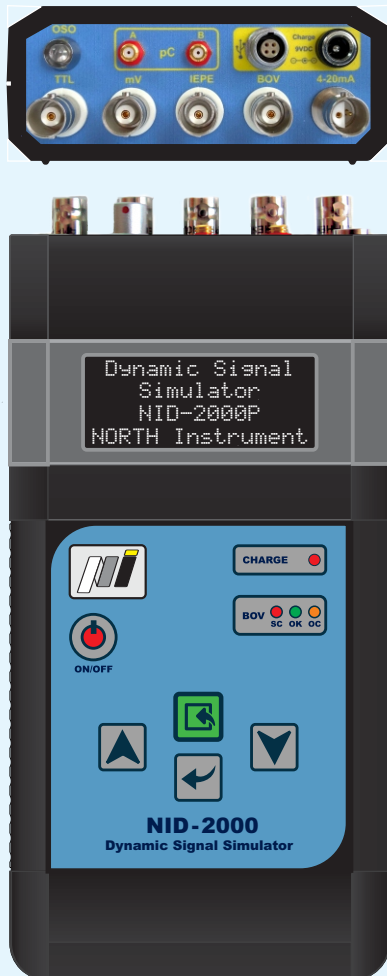 OSO
A
B
pC
Charge
9VDC
TTL
mV
IEPE
BOV
4-20mA
Dynamic Signal
Simulator
NID-2000P
NORTH Instrument
CHARGE
BOV
SC OK OC
ON/OFF
NID-2000
Dynamic Signal Simulator